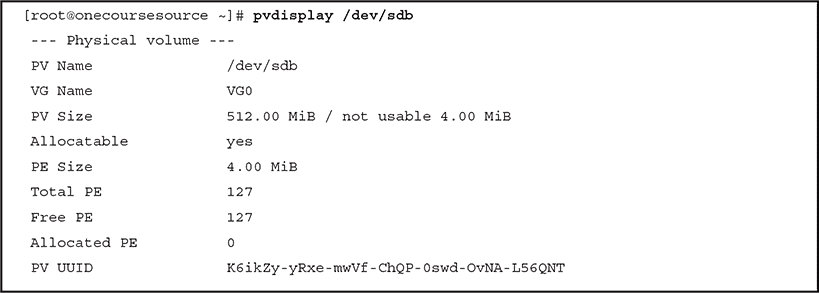 [root@onecoursesource ~]# pvdisplay /dev/sdb
--- Physical volume ---
PV Name /dev/sdb
VG Name VG0
PV Size 512.00 MiB / not usable 4.00 MiB
Allocatable yes
PE Size 4.00 MiB
Total PE 127
Free PE 127
Allocated PE 0
PV UUID K6ikZy-yRxe-mwVf-ChQP-0swd-OvNA-L56QNT